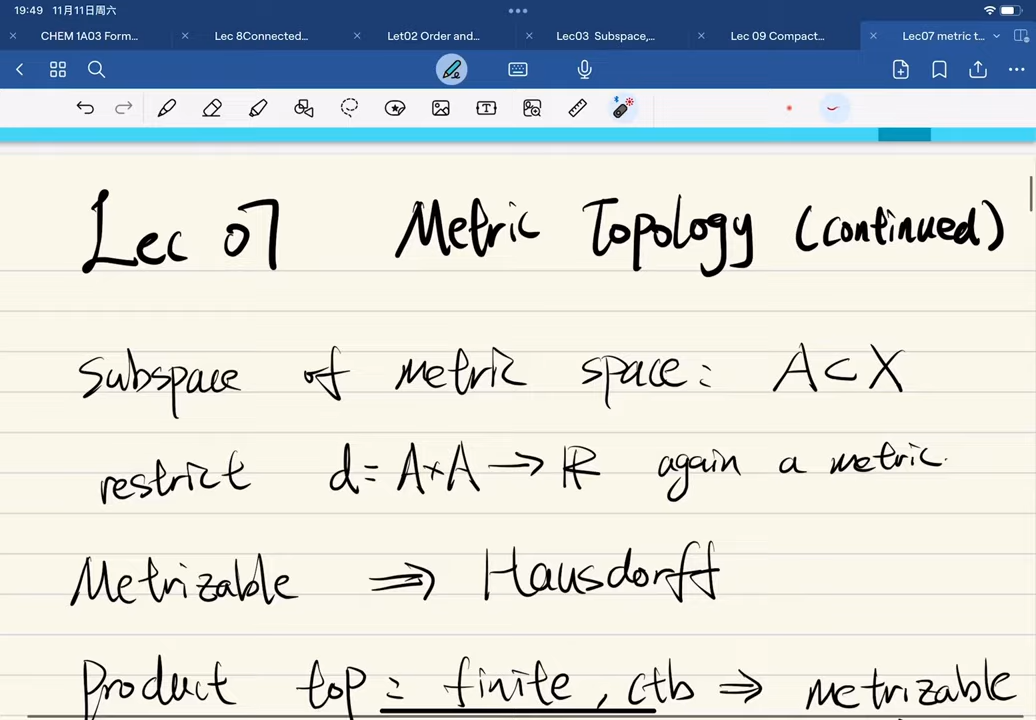 19:49 11月11日周六
CHEM 1A03 Form... Lec 8Connected... Let02 Order and... Lec03 Subspace,... Lec 09 Compact... Lec07 metric t...
Lec 07 Metric Topology (continued)
Subspace of metric space: A⊂X
restrict d: A×A → ℝ again a metric.
Metrizable ⇒ Hausdorff
Product top: finite, ctb ⇒ metrizable